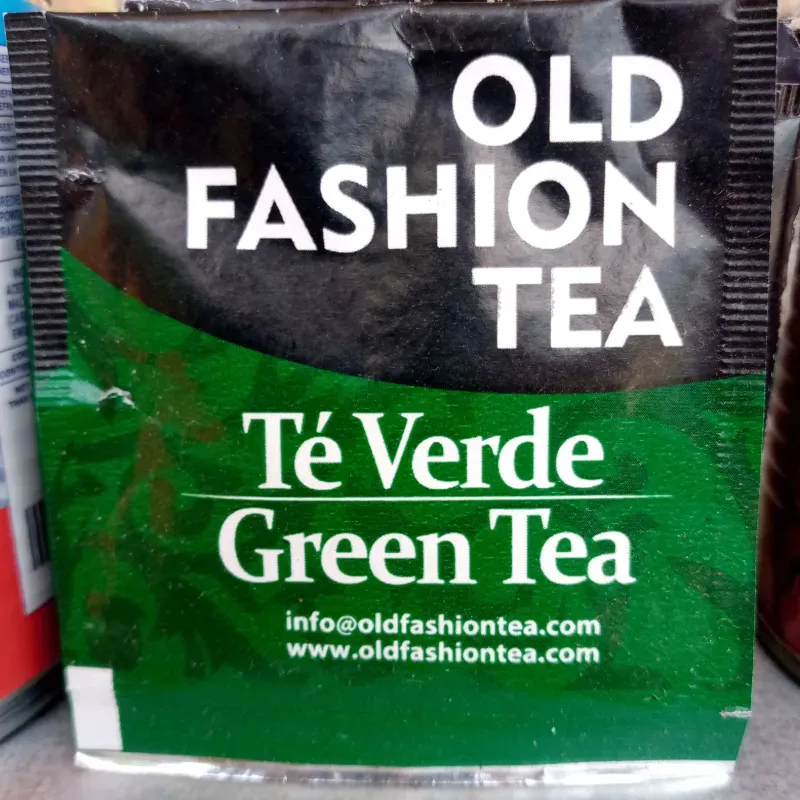 OLD
FASHION
TEA
Té Verde
Green Tea
info@oldfashiontea.com
www.oldfashiontea.com